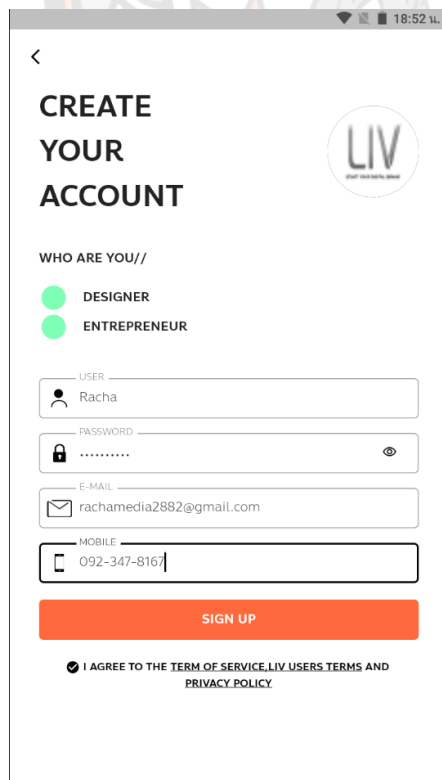 18:52 น.
CREATE
YOUR
ACCOUNT
LIV
WHO ARE YOU//
DESIGNER
ENTREPRENEUR
USER
Racha
PASSWORD
..........
E-MAIL
rachamedia2882@gmail.com
MOBILE
092-347-8167
SIGN UP
I AGREE TO THE TERM OF SERVICE,LIV USERS TERMS AND
PRIVACY POLICY